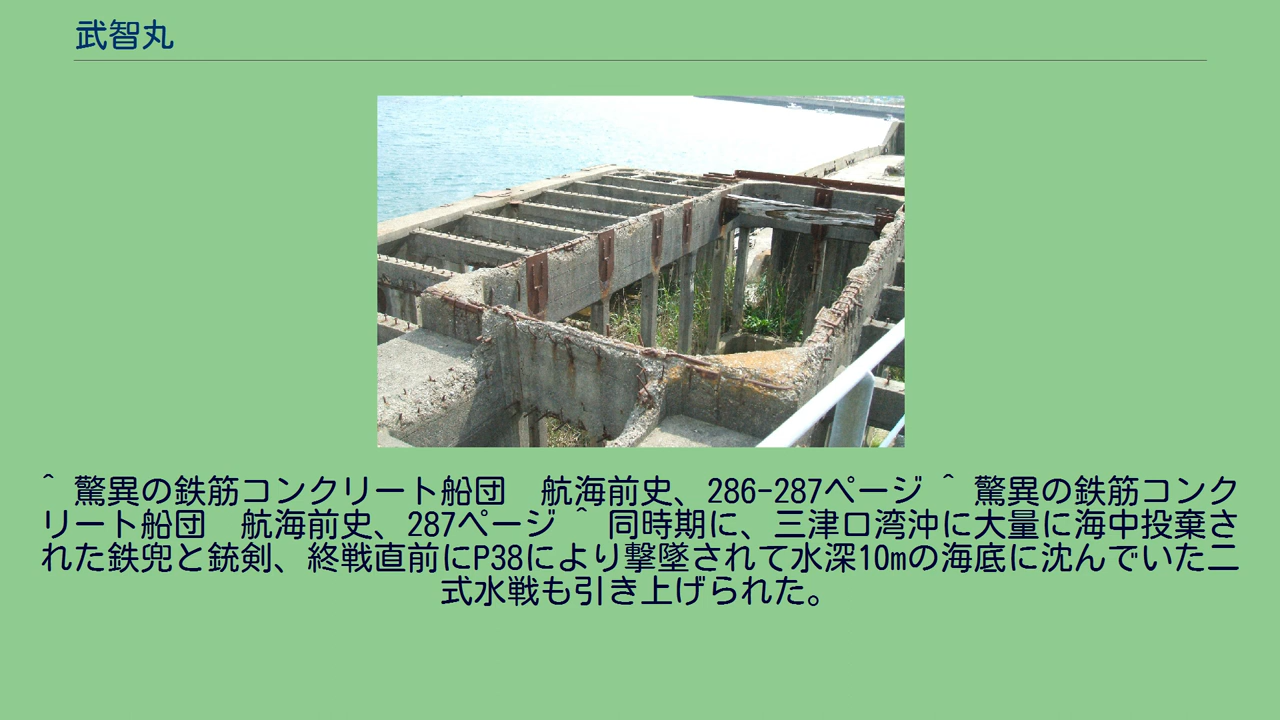 武智丸
^ 驚異の鉄筋コンクリート船団　航海前史、286-287ページ ^ 驚異の鉄筋コンク
リート船団　航海前史、287ページ ^ 同時期に、三津口湾沖に大量に海中投棄さ
れた鉄兜と銃剣、終戦直前にP38により撃墜されて水深10mの海底に沈んでいた二
式水戦も引き上げられた。